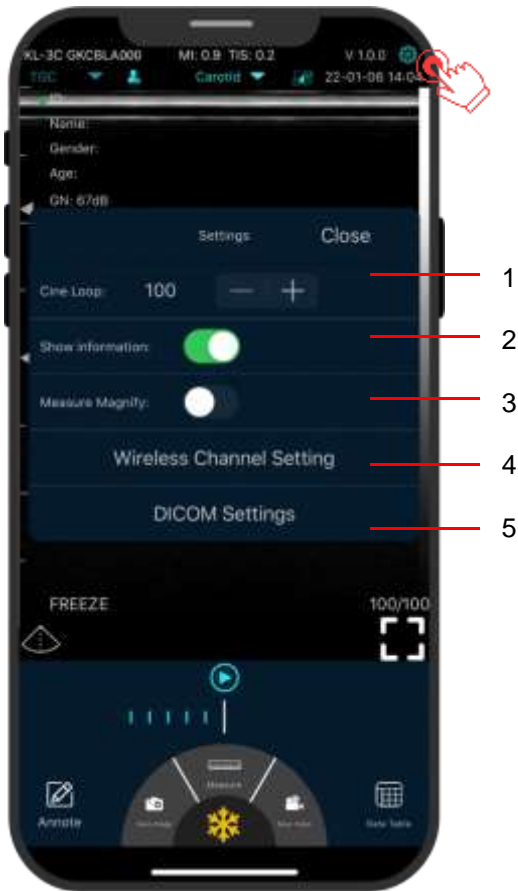 KL-3C GKCBLA000 MI: 0.9 TIS: 0.2 V 1.0.0
TGC Carotid 22-01-06 14:04
ID:
Name:
Gender:
Age:
GN: 67dB
Settings Close
Cine Loop: 100 − + 1
Show information: 2
Measure Magnify: 3
Wireless Channel Setting 4
DICOM Settings 5
FREEZE 100/100
Measure
Annote Data Table